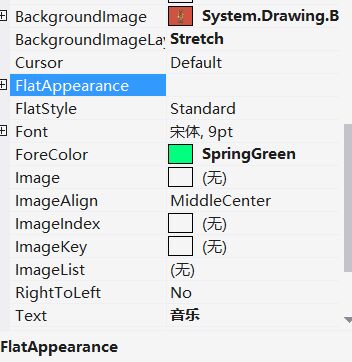 BackgroundImage System.Drawing.B
BackgroundImageLay Stretch
Cursor Default
FlatAppearance
FlatStyle Standard
Font 宋体, 9pt
ForeColor SpringGreen
Image (无)
ImageAlign MiddleCenter
ImageIndex (无)
ImageKey (无)
ImageList (无)
RightToLeft No
Text 音乐
FlatAppearance